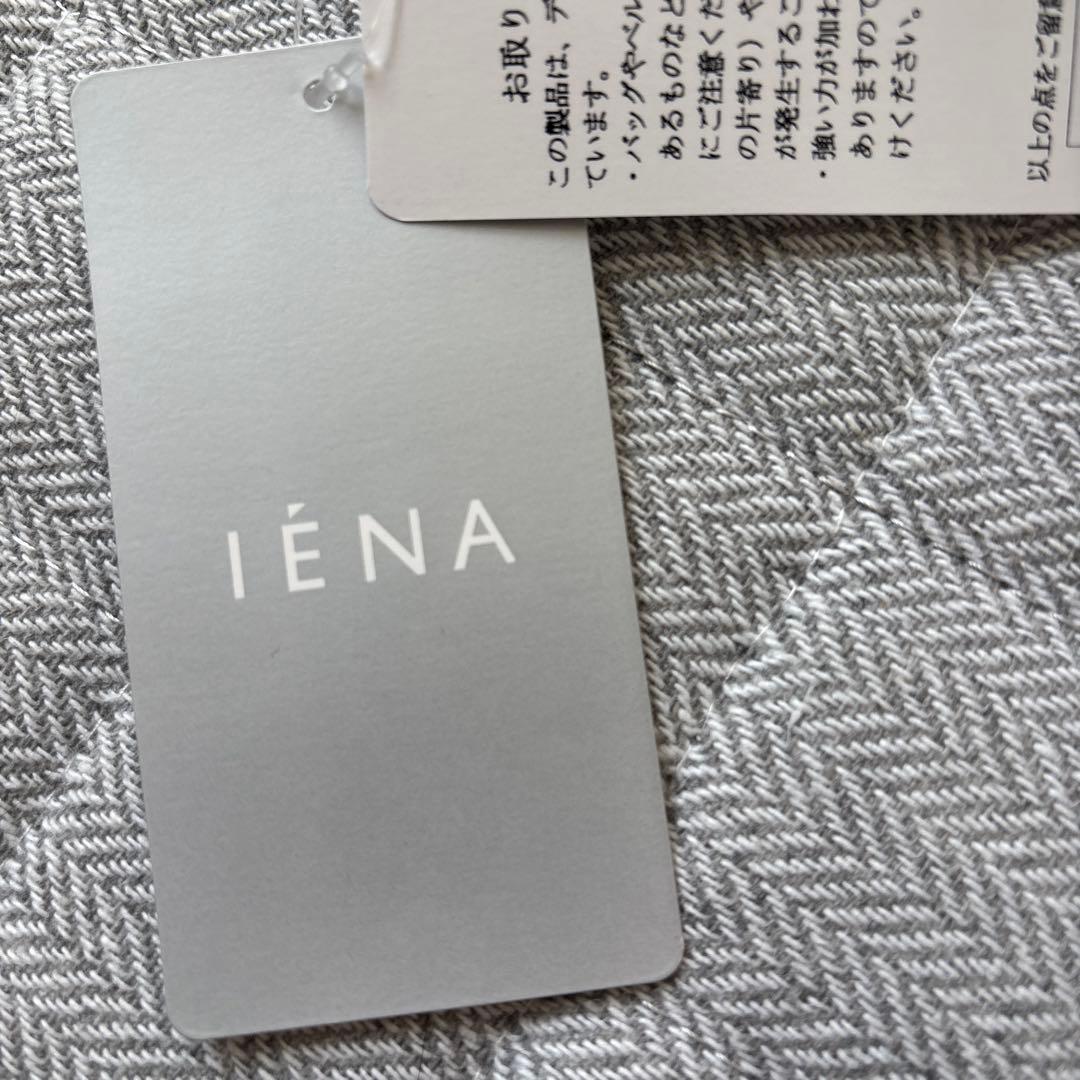 IÉNA
お取り
この製品は、デ
ています。
・バッグやベル
あるものなど
にご注意くだ
の片寄り）や
が発生するこ
・強い力が加わ
ありますので
けください。
以上の点をご留意